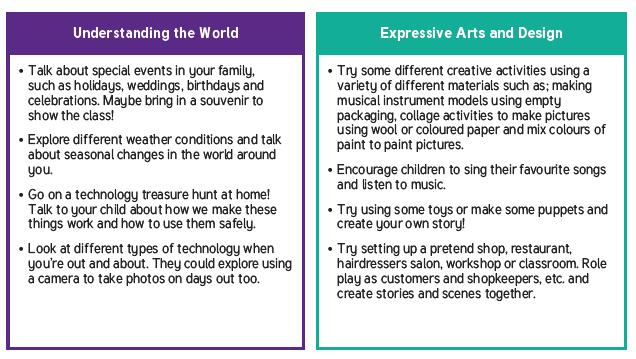 Understanding the World
• Talk about special events in your family,
such as holidays, weddings, birthdays and
celebrations. Maybe bring in a souvenir to
show the class!
• Explore different weather conditions and talk
about seasonal changes in the world around
you.
• Go on a technology treasure hunt at home!
Talk to your child about how we make these
things work and how to use them safely.
• Look at different types of technology when
you're out and about. They could explore using
a camera to take photos on days out too.
Expressive Arts and Design
• Try some different creative activities using a
variety of different materials such as; making
musical instrument models using empty
packaging, collage activities to make pictures
using wool or coloured paper and mix colours of
paint to paint pictures.
• Encourage children to sing their favourite songs
and listen to music.
• Try using some toys or make some puppets and
create your own story!
• Try setting up a pretend shop, restaurant,
hairdressers salon, workshop or classroom. Role
play as customers and shopkeepers, etc. and
create stories and scenes together.